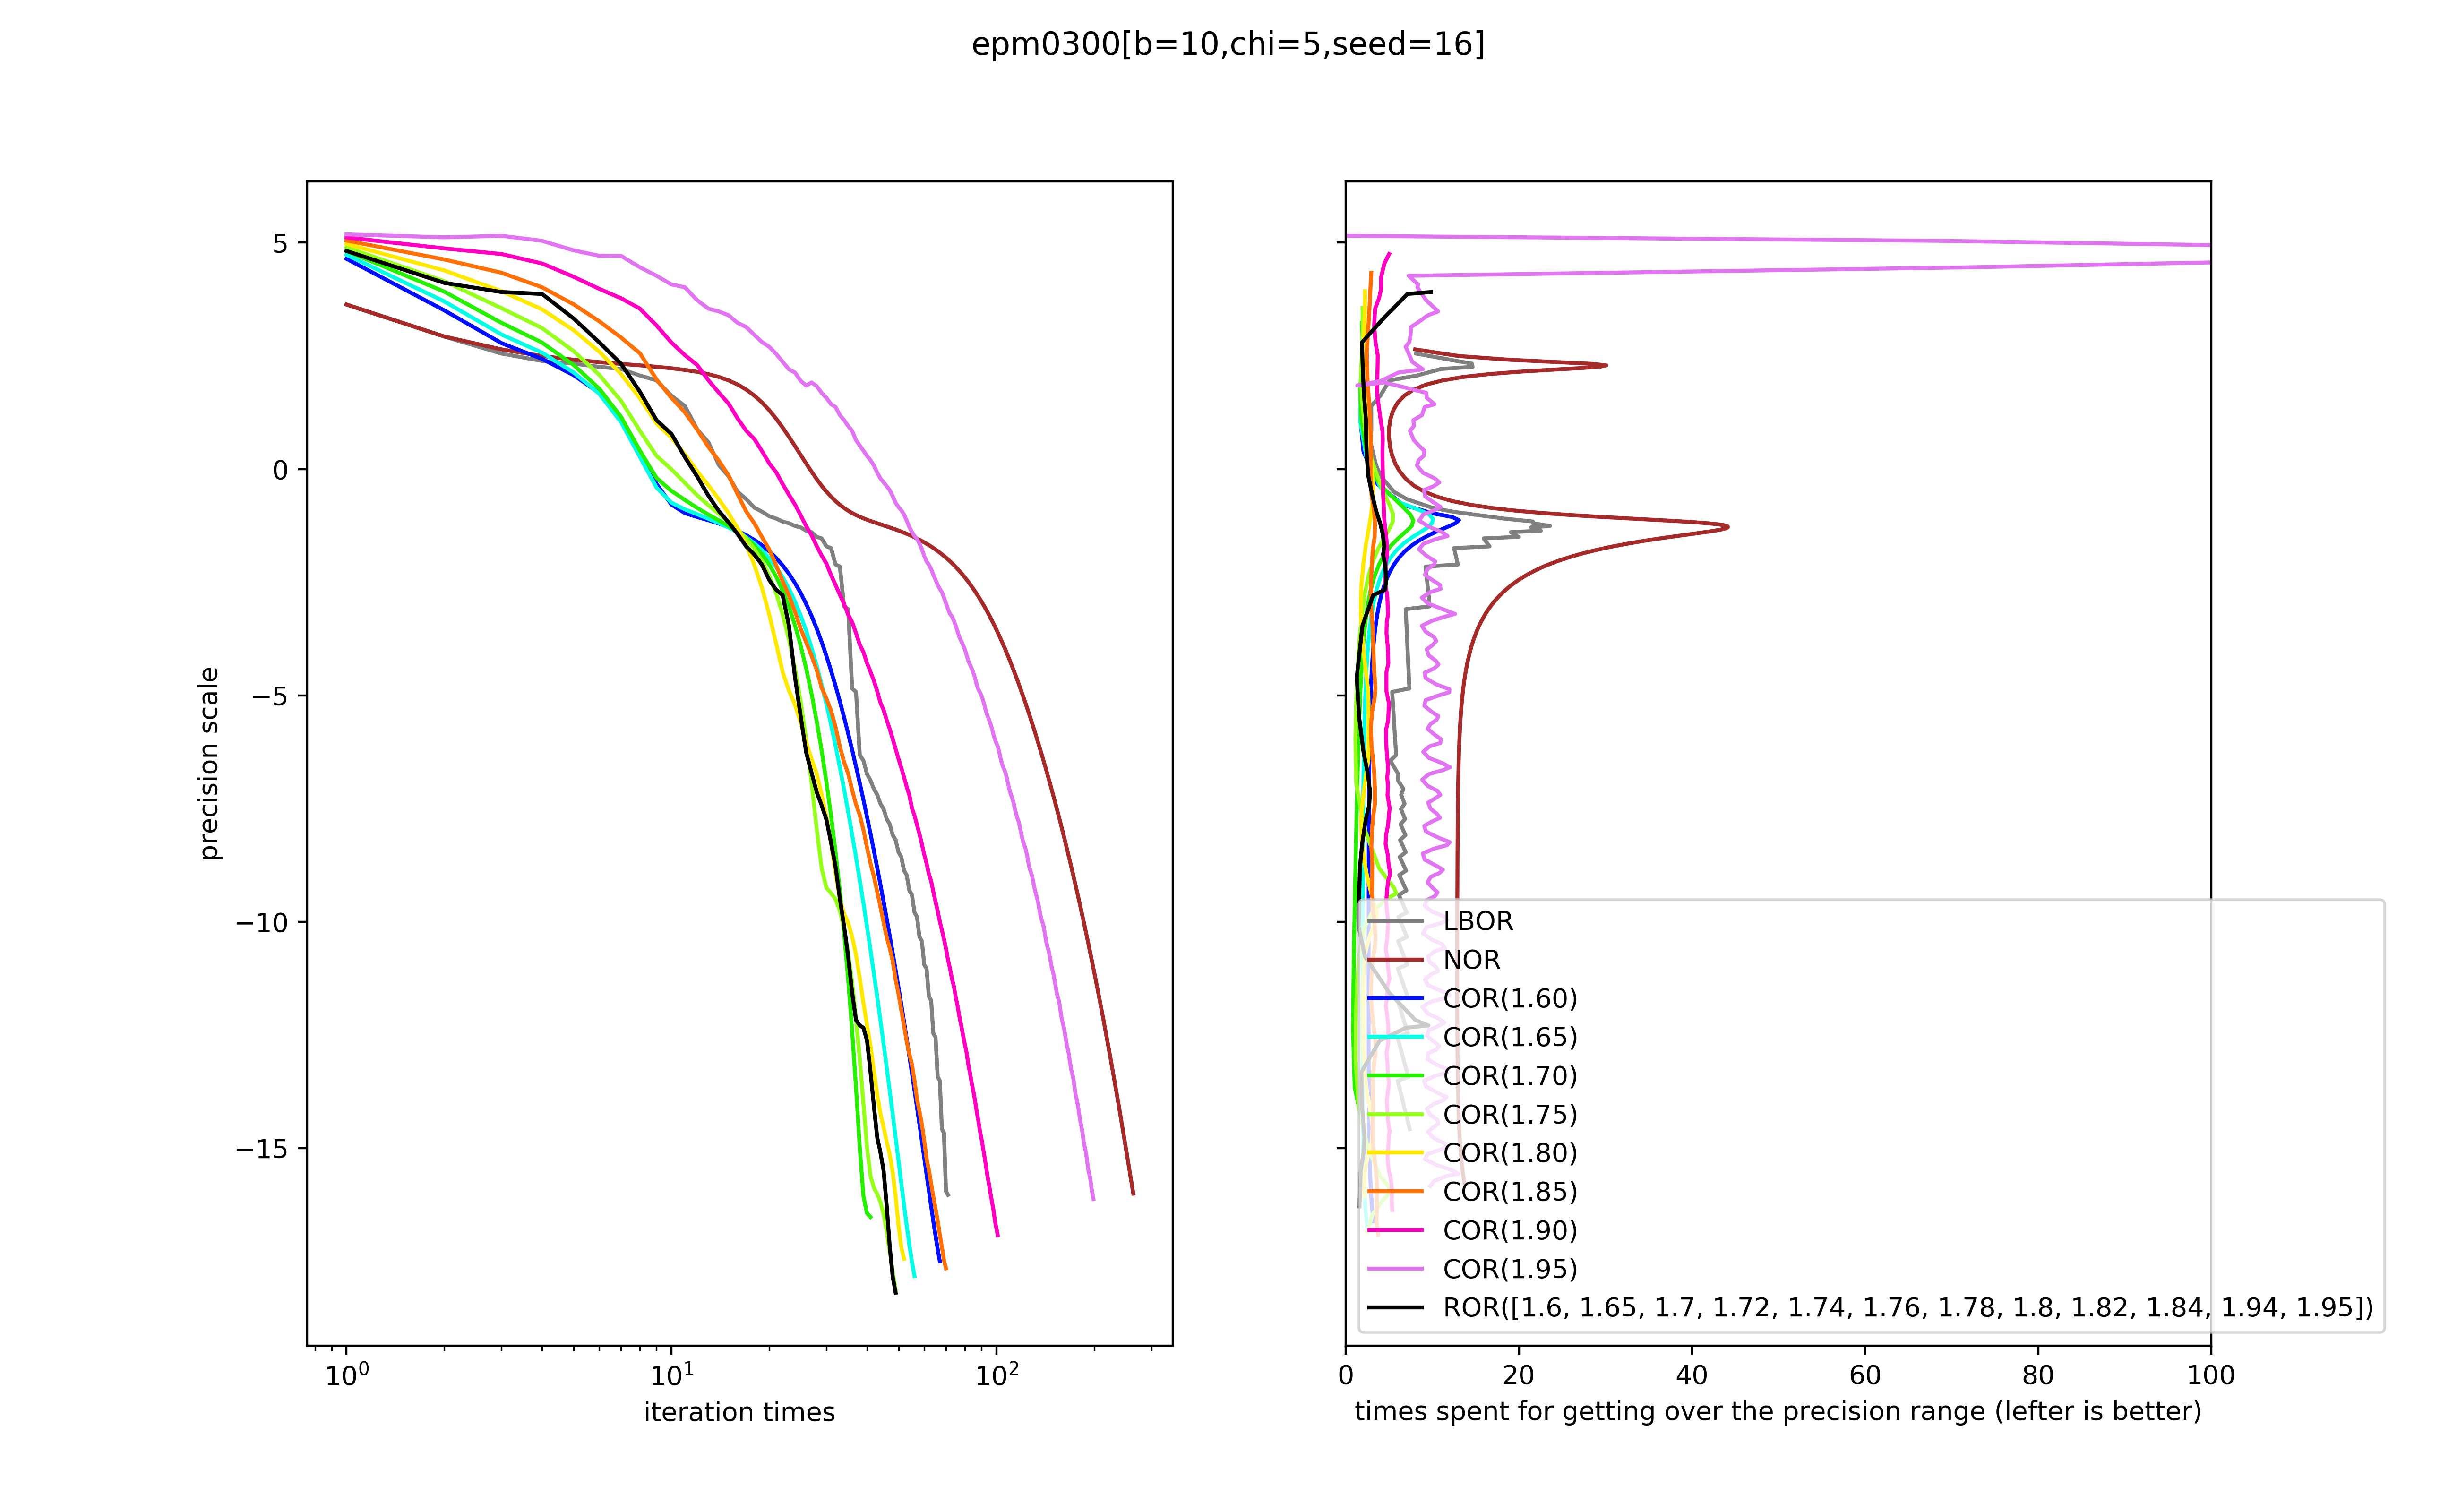 epm0300[b=10,chi=5,seed=16]
precision scale
5
0
−5
−10
−15
10⁰
10¹
10²
iteration times
LBOR
NOR
COR(1.60)
COR(1.65)
COR(1.70)
COR(1.75)
COR(1.80)
COR(1.85)
COR(1.90)
COR(1.95)
ROR([1.6, 1.65, 1.7, 1.72, 1.74, 1.76, 1.78, 1.8, 1.82, 1.84, 1.94, 1.95])
0 20 40 60 80 100
times spent for getting over the precision range (lefter is better)